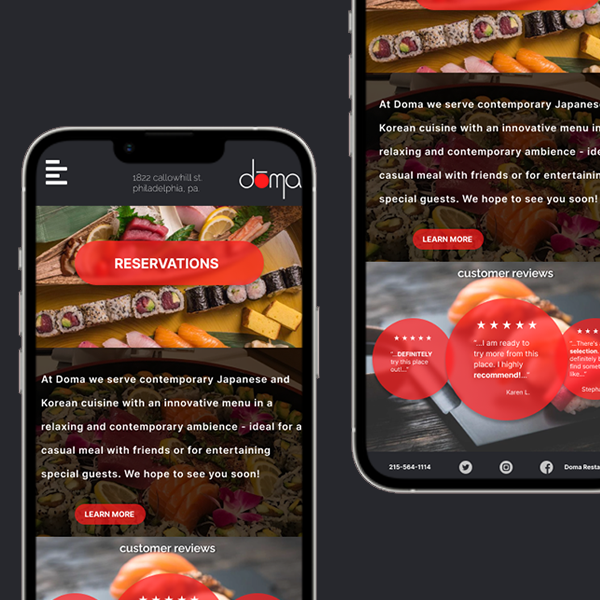 1822 callowhill st.
philadelphia, pa.
dōma
RESERVATIONS
At Doma we serve contemporary Japanese and
Korean cuisine with an innovative menu in a
relaxing and contemporary ambience - ideal for a
casual meal with friends or for entertaining
special guests. We hope to see you soon!
LEARN MORE
customer reviews
At Doma we serve contemporary Japanes
Korean cuisine with an innovative menu in
relaxing and contemporary ambience - ide
casual meal with friends or for entertainin
special guests. We hope to see you soon!
LEARN MORE
customer reviews
"...DEFINITELY
try this place
out!..."
"...I am ready to
try more from this
place. I highly
recommend!..."
Karen L.
"...There's
selection.
definitely
find somet
like..."
Stepha
215-564-1114
Doma Resta